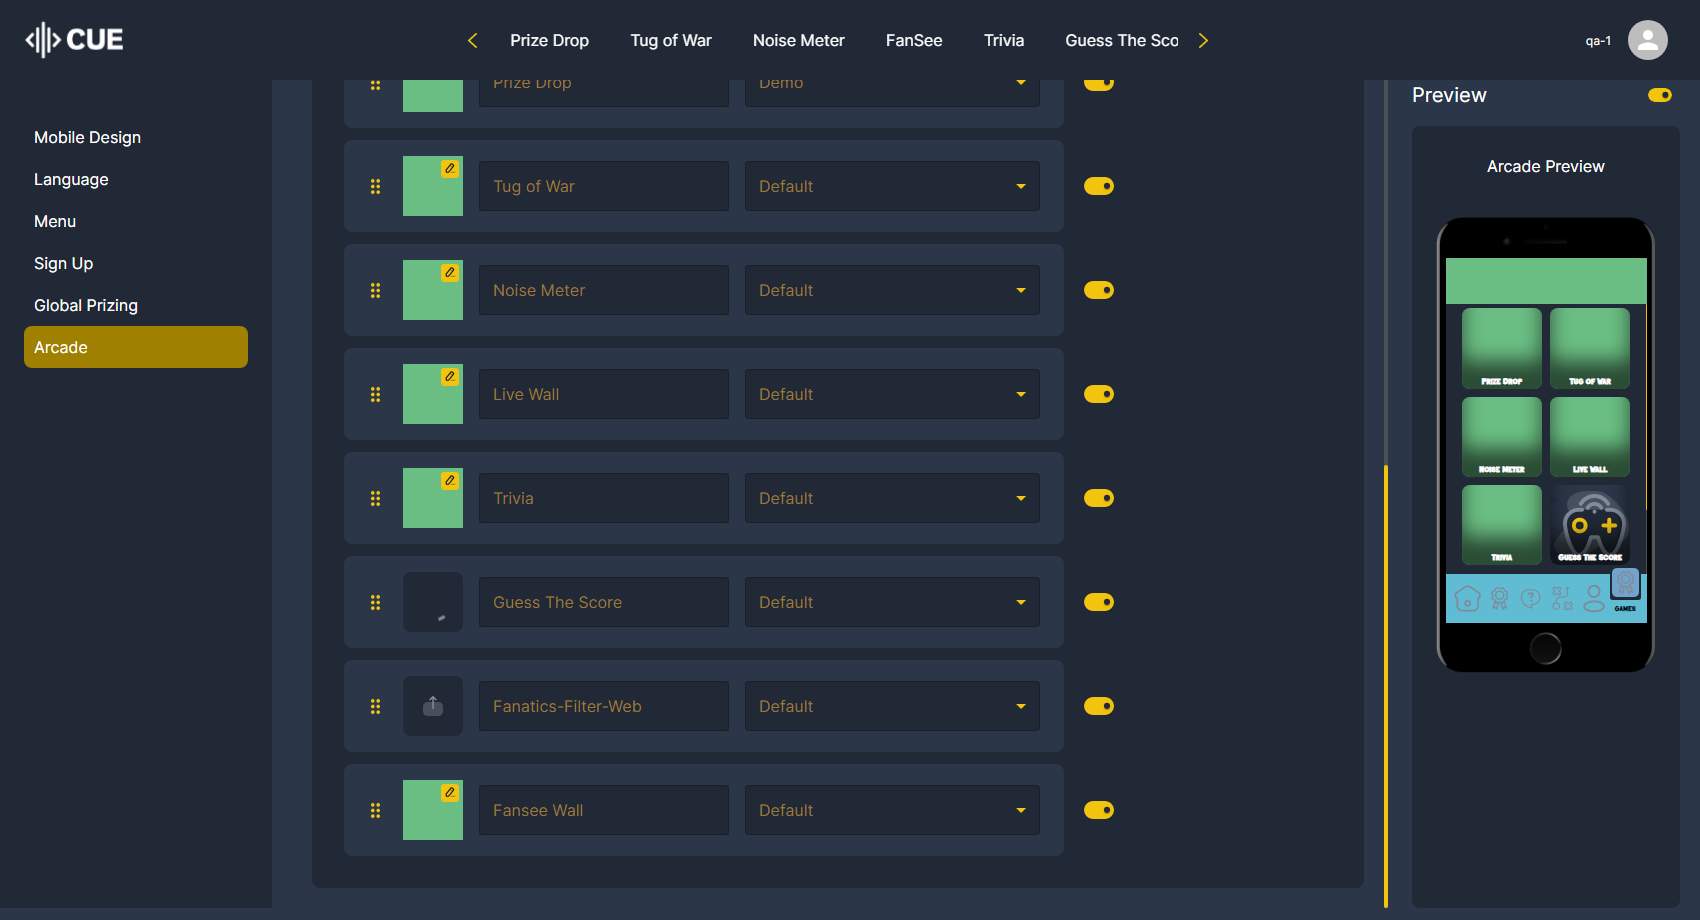 CUE
Prize Drop
Tug of War
Noise Meter
FanSee
Trivia
Guess The Sco
qa-1
Mobile Design
Language
Menu
Sign Up
Global Prizing
Arcade
Prize Drop
Demo
Tug of War
Default
Noise Meter
Default
Live Wall
Default
Trivia
Default
Guess The Score
Default
Fanatics-Filter-Web
Default
Fansee Wall
Default
Preview
Arcade Preview
Prize Drop
Tug of War
Noise Meter
Live Wall
Trivia
Guess The Score
GAMES